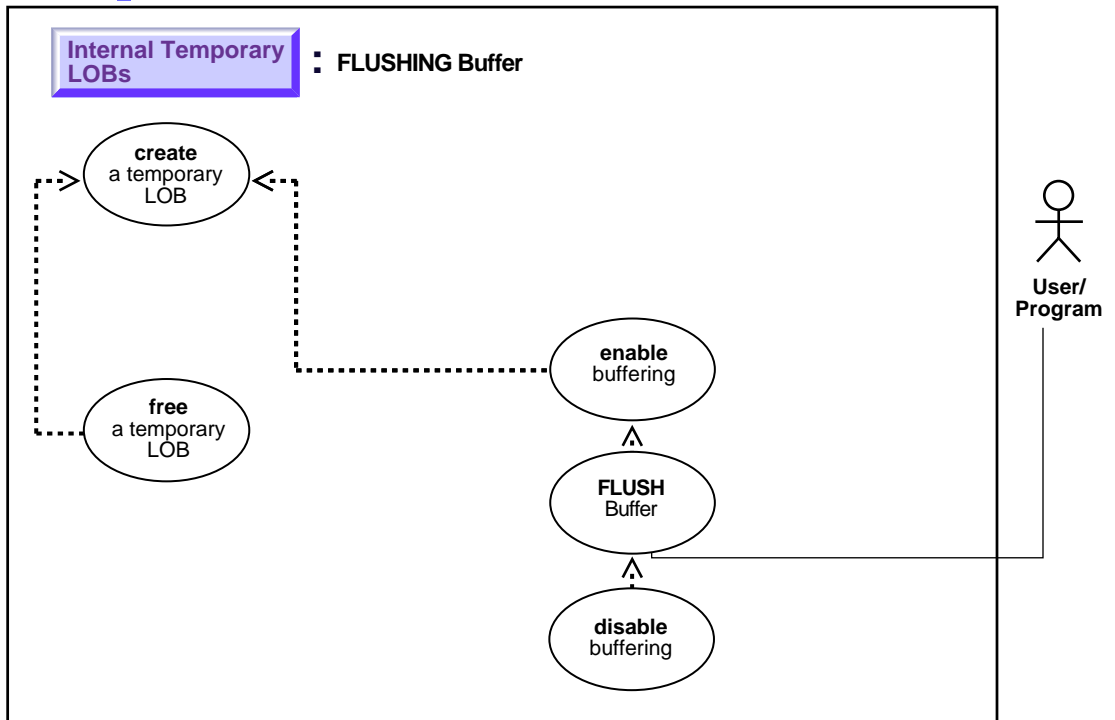 Internal Temporary
LOBs
: FLUSHING Buffer
create
a temporary
LOB
User/
Program
enable
buffering
free
a temporary
LOB
FLUSH
Buffer
disable
buffering